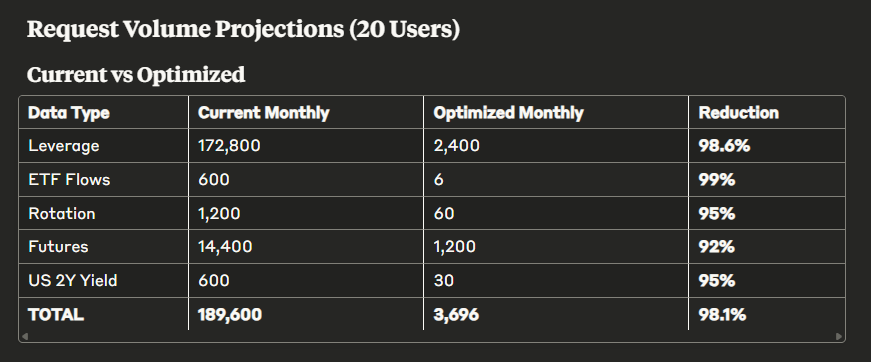 Request Volume Projections (20 Users)
Current vs Optimized
Data Type Current Monthly Optimized Monthly Reduction
Leverage 172,800 2,400 98.6%
ETF Flows 600 6 99%
Rotation 1,200 60 95%
Futures 14,400 1,200 92%
US 2Y Yield 600 30 95%
TOTAL 189,600 3,696 98.1%